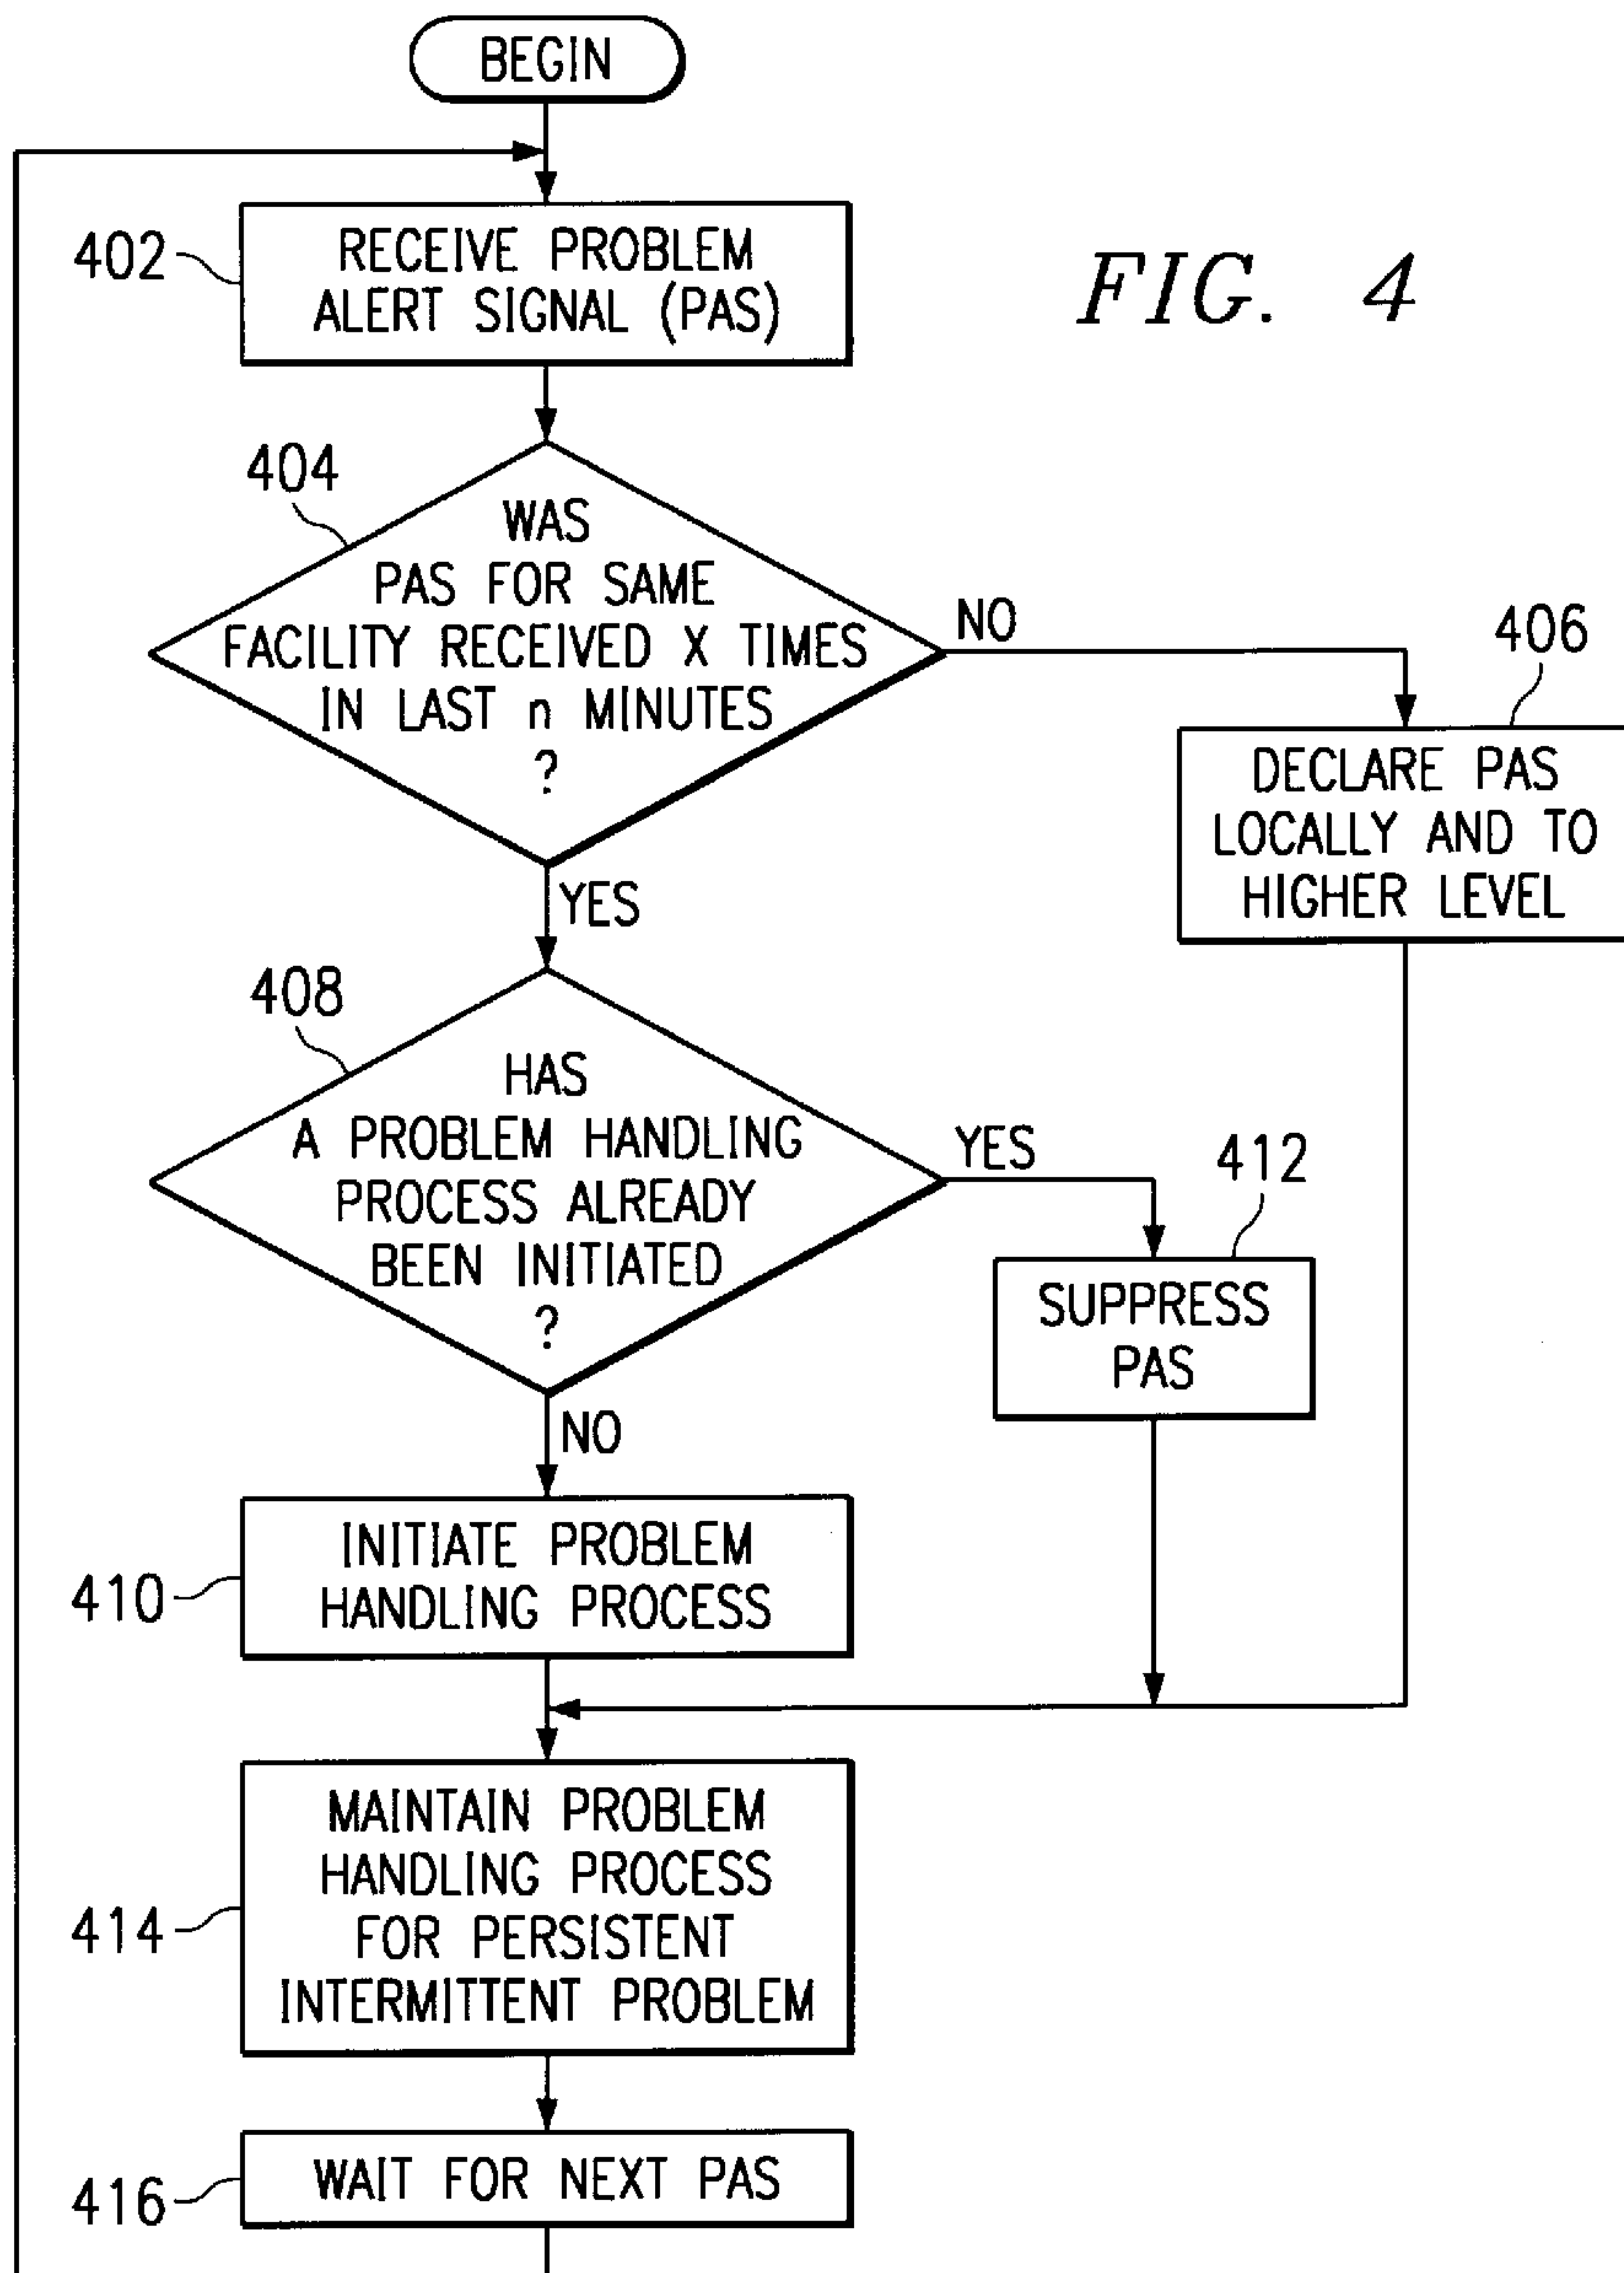 BEGIN
402
RECEIVE PROBLEM
ALERT SIGNAL (PAS)
FIG. 4
404
WAS
PAS FOR SAME
FACILITY RECEIVED X TIMES
IN LAST n MINUTES
?
NO
406
DECLARE PAS
LOCALLY AND TO
HIGHER LEVEL
YES
408
HAS
A PROBLEM HANDLING
PROCESS ALREADY
BEEN INITIATED
?
YES
412
SUPPRESS
PAS
NO
410
INITIATE PROBLEM
HANDLING PROCESS
414
MAINTAIN PROBLEM
HANDLING PROCESS
FOR PERSISTENT
INTERMITTENT PROBLEM
416
WAIT FOR NEXT PAS